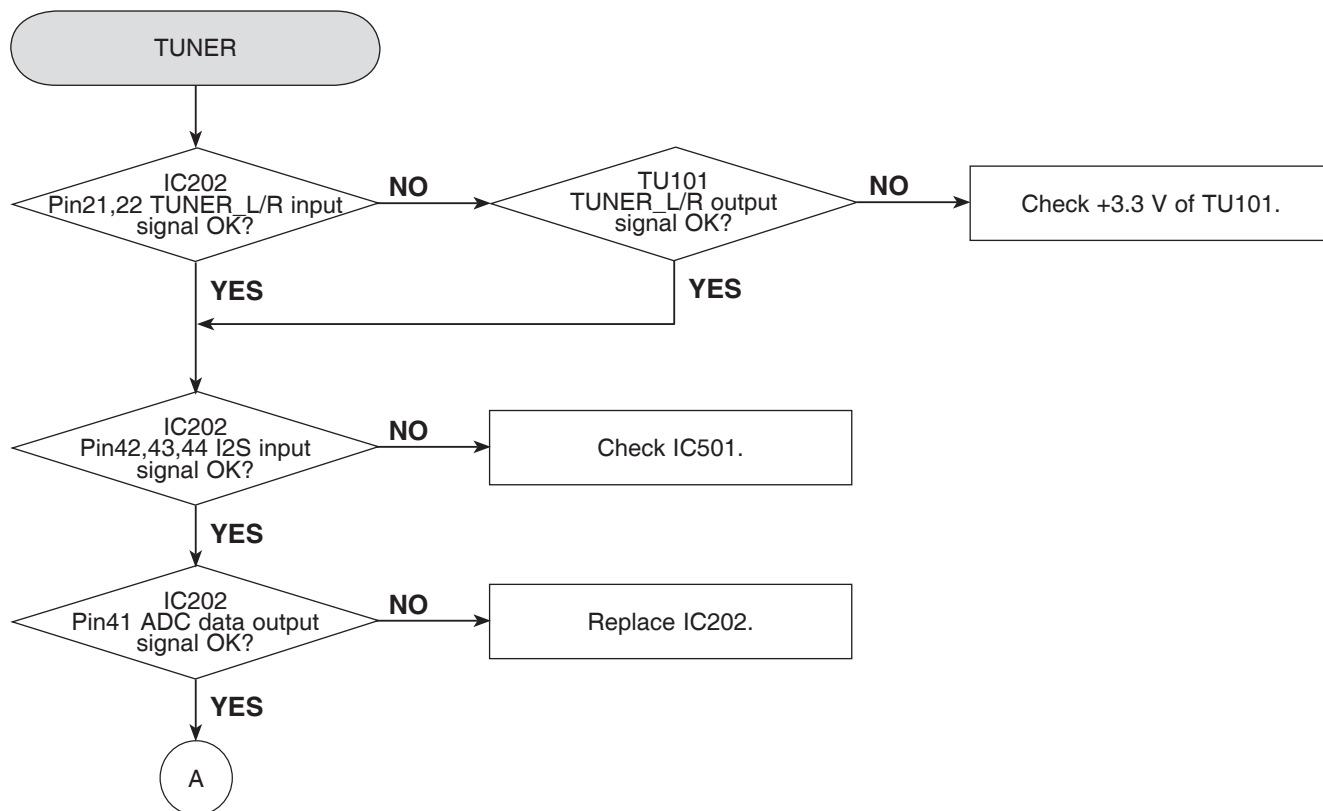 TUNER
IC202
Pin21,22 TUNER_L/R input
signal OK?
NO
TU101
TUNER_L/R output
signal OK?
NO
Check +3.3 V of TU101.
YES
YES
IC202
Pin42,43,44 I2S input
signal OK?
NO
Check IC501.
YES
IC202
Pin41 ADC data output
signal OK?
NO
Replace IC202.
YES
A